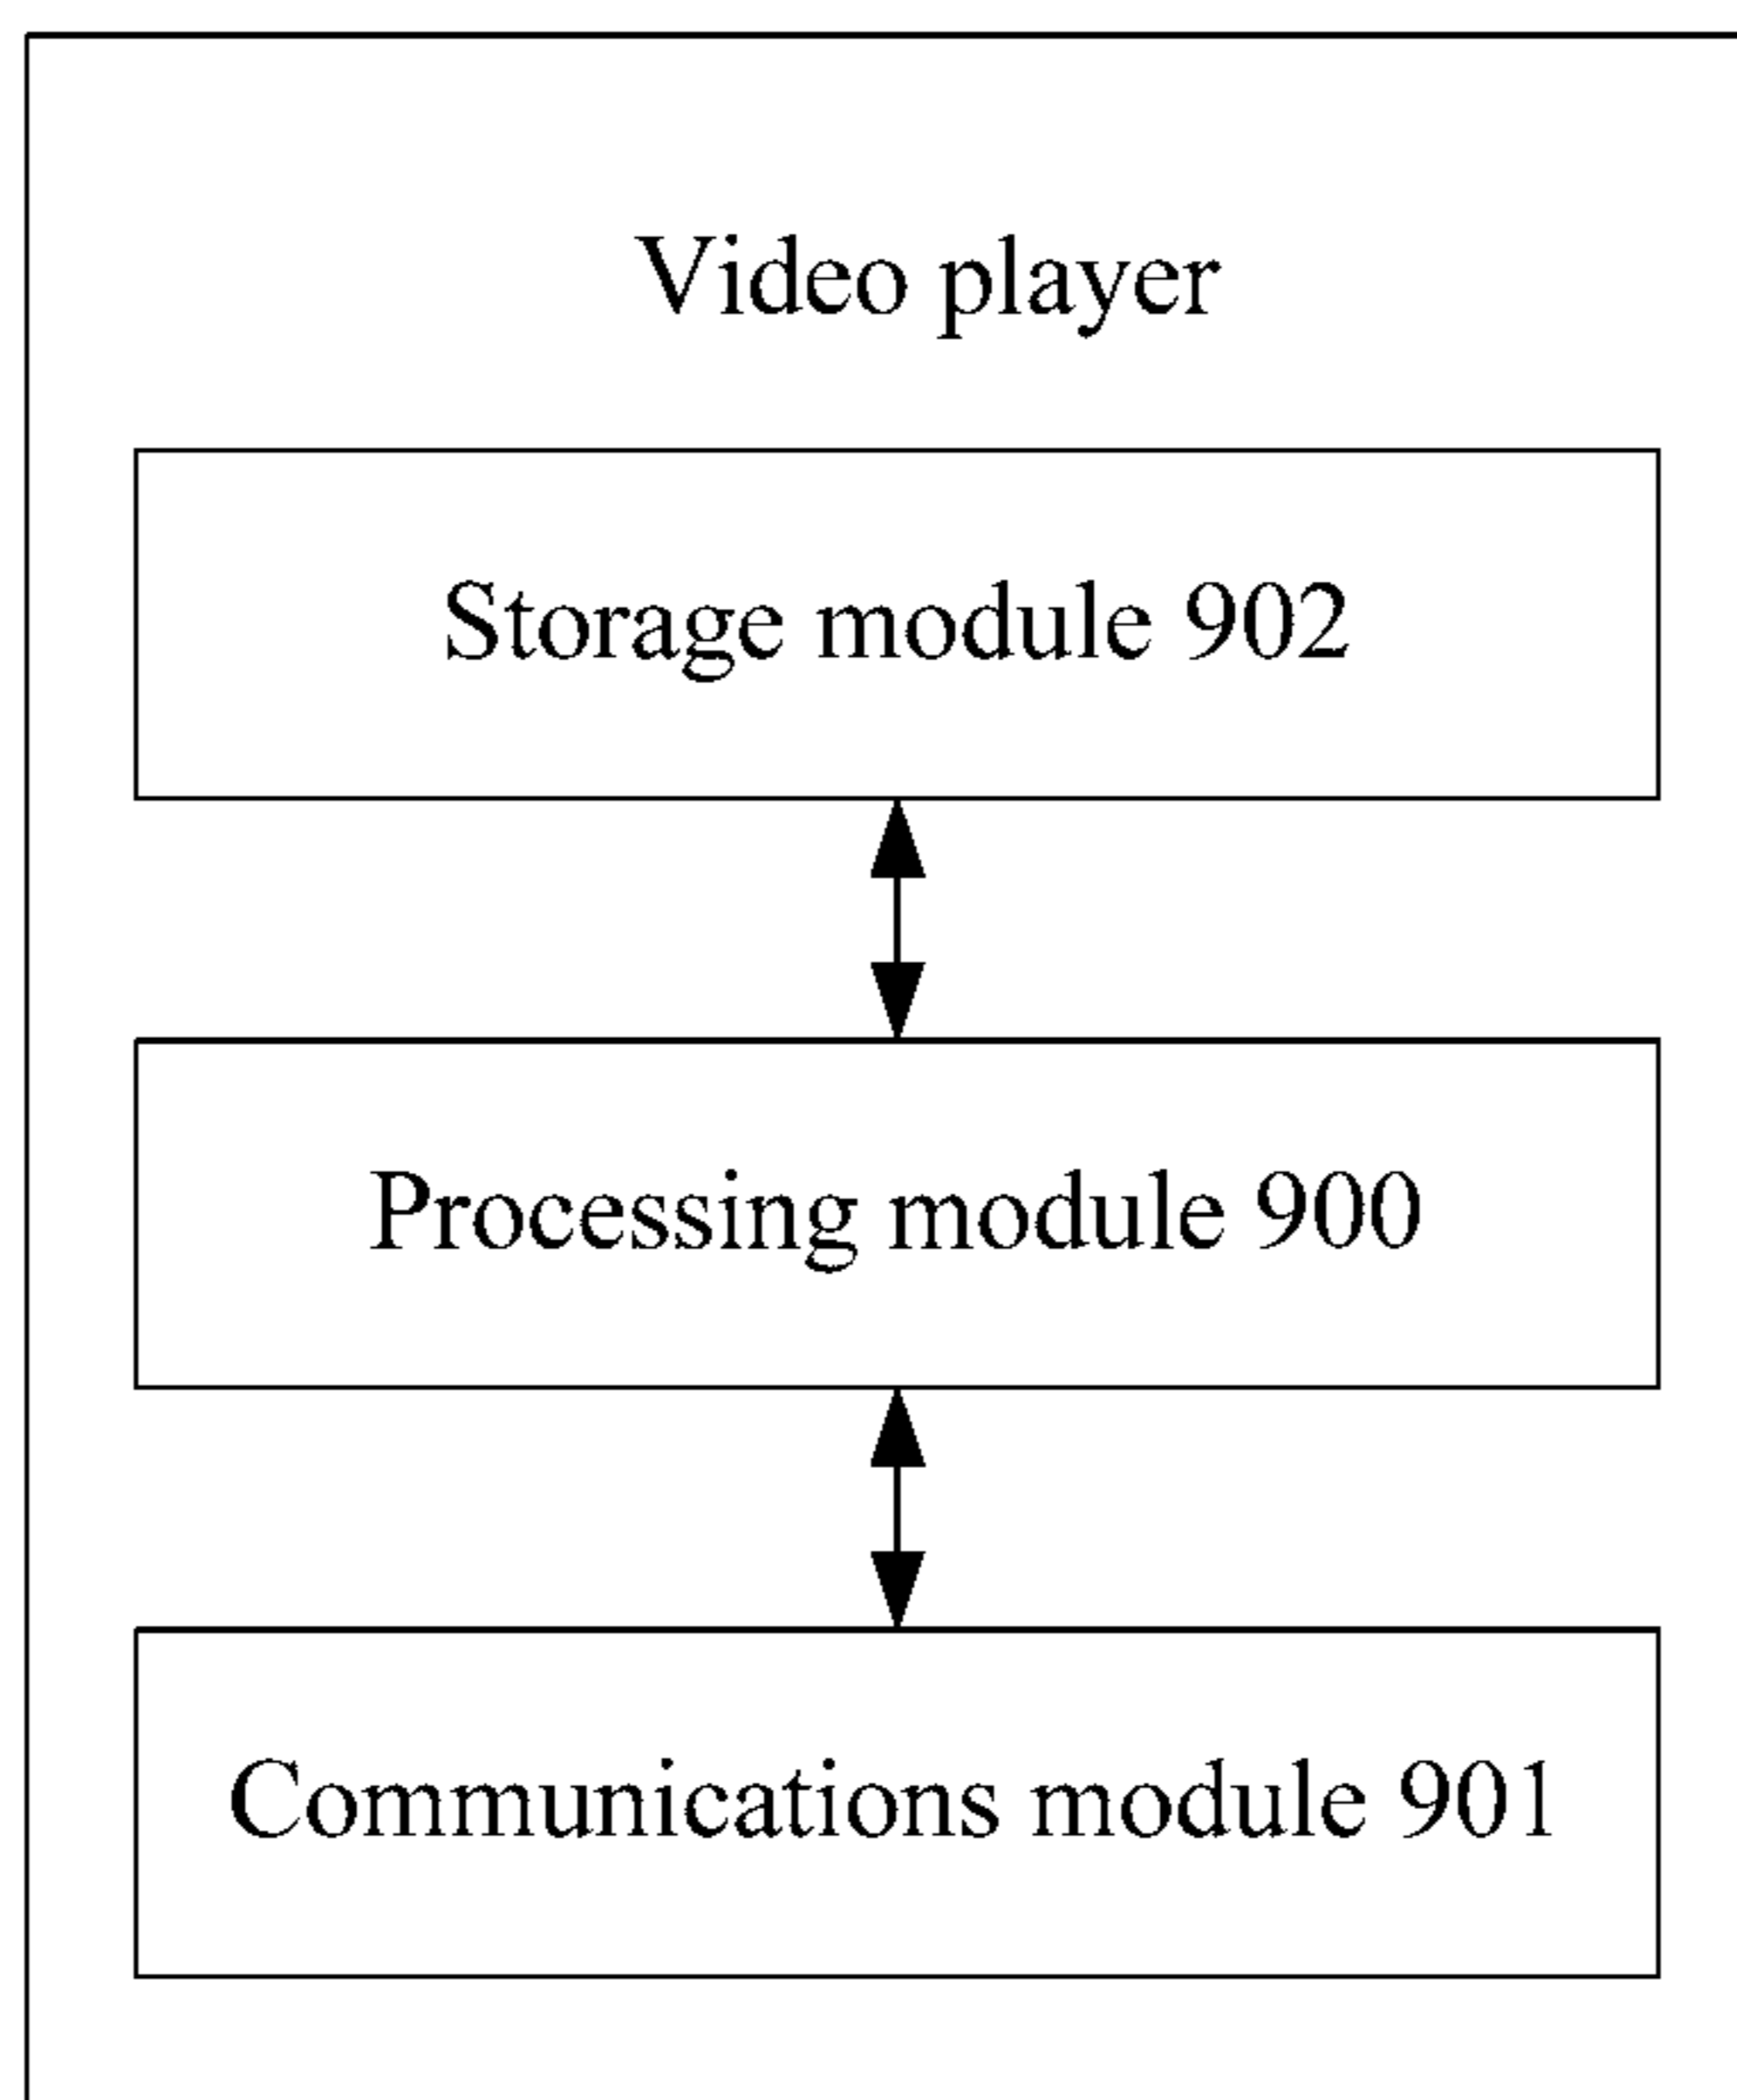 Video player
Storage module 902
Processing module 900
Communications module 901